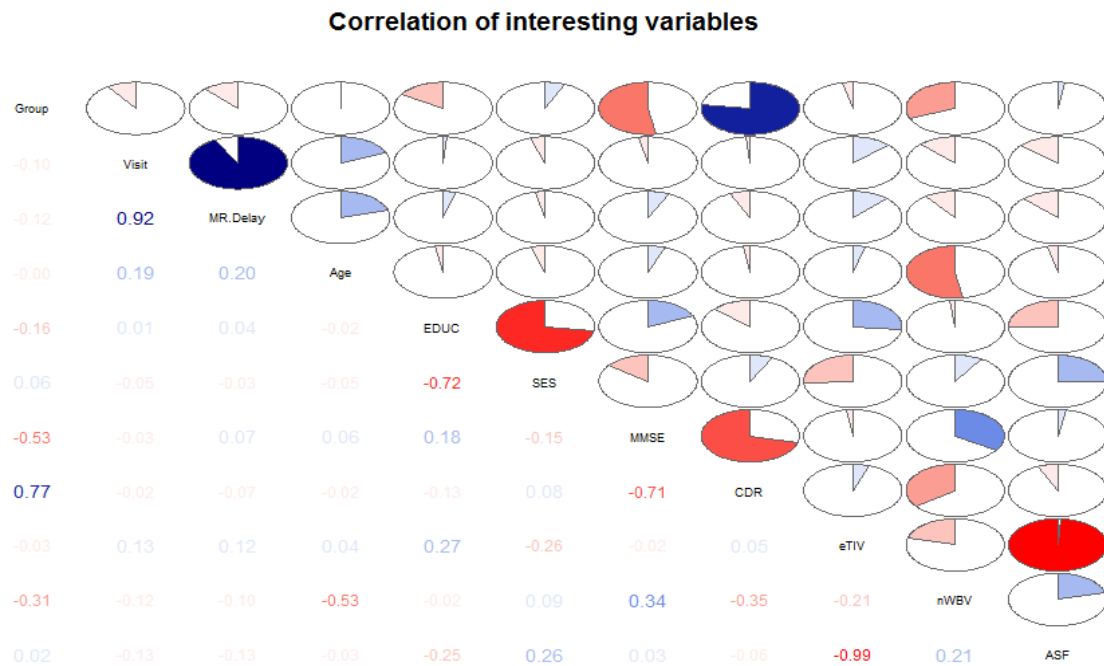 Correlation of interesting variables
Group
-0.10 Visit
-0.12 0.92 MR.Delay
-0.00 0.19 0.20 Age
-0.16 0.01 0.04 -0.02 EDUC
0.06 -0.05 -0.03 -0.05 -0.72 SES
-0.53 -0.03 0.07 0.06 0.18 -0.15 MMSE
0.77 -0.02 -0.07 -0.02 -0.13 0.08 -0.71 CDR
-0.03 0.13 0.12 0.04 0.27 -0.26 -0.02 0.05 eTIV
-0.31 -0.12 -0.10 -0.53 -0.02 0.09 0.34 -0.35 -0.21 nWBV
0.02 -0.13 -0.13 -0.03 -0.25 0.26 0.03 -0.06 -0.99 0.21 ASF